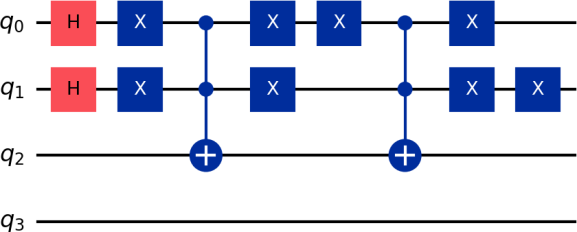 q0 H X X X X
q1 H X X X X
q2
q3